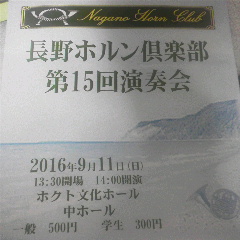 Nagano Horn Club
長野ホルン倶楽部
第15回演奏会
2016年9月11日(日)
13:30開場 14:00開演
ホクト文化ホール
中ホール
一般 500円 学生 300円